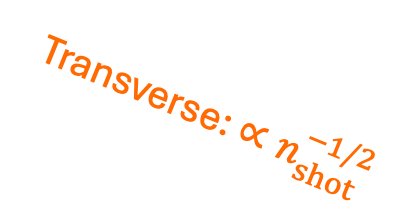 Transverse: ∝ n_shot^−1/2